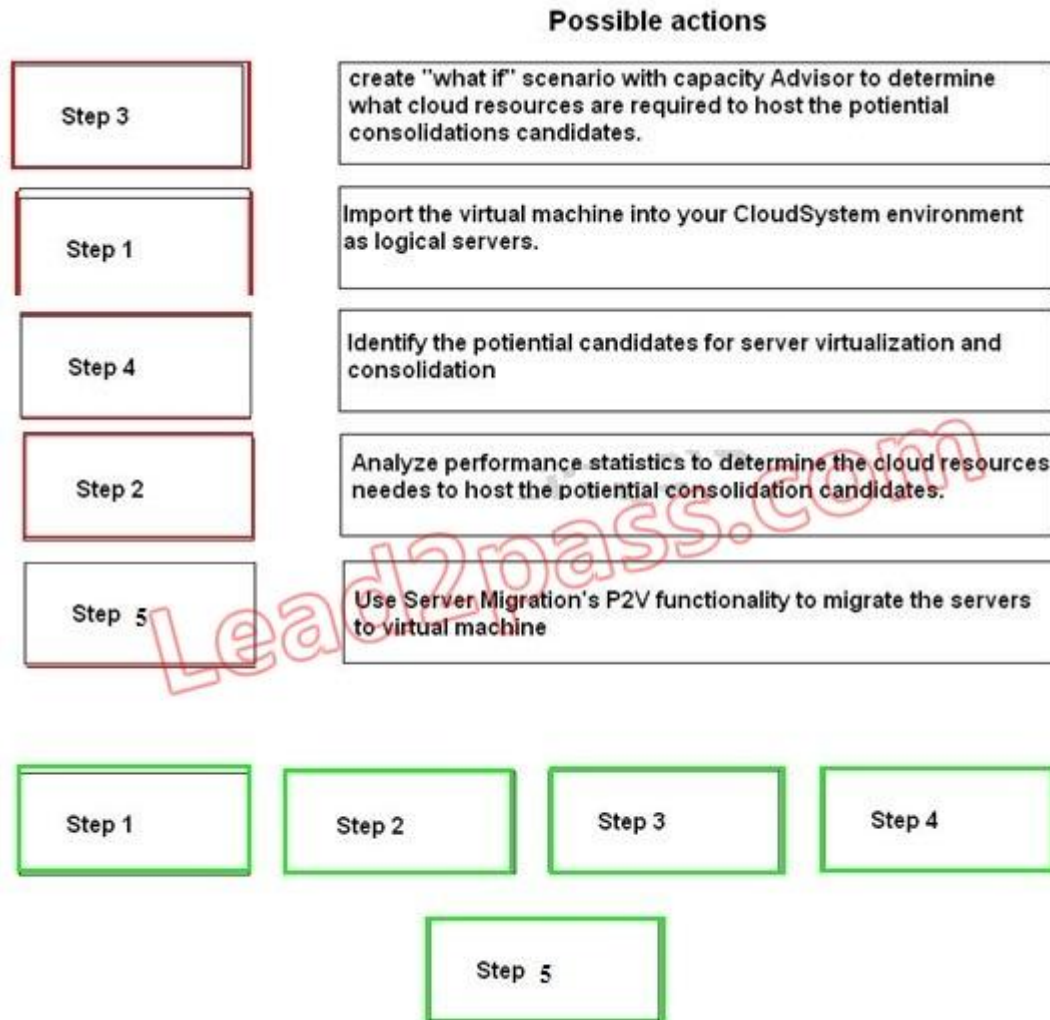 Possible actions
Step 3
create "what if" scenario with capacity Advisor to determine
what cloud resources are required to host the potiential
consolidations candidates.
Step 1
Import the virtual machine into your CloudSystem environment
as logical servers.
Step 4
Identify the potiential candidates for server virtualization and
consolidation
Step 2
Analyze performance statistics to determine the cloud resources
needes to host the potiential consolidation candidates.
Step 5
Use Server Migration's P2V functionality to migrate the servers
to virtual machine
Lead2pass.com
Step 1
Step 2
Step 3
Step 4
Step 5